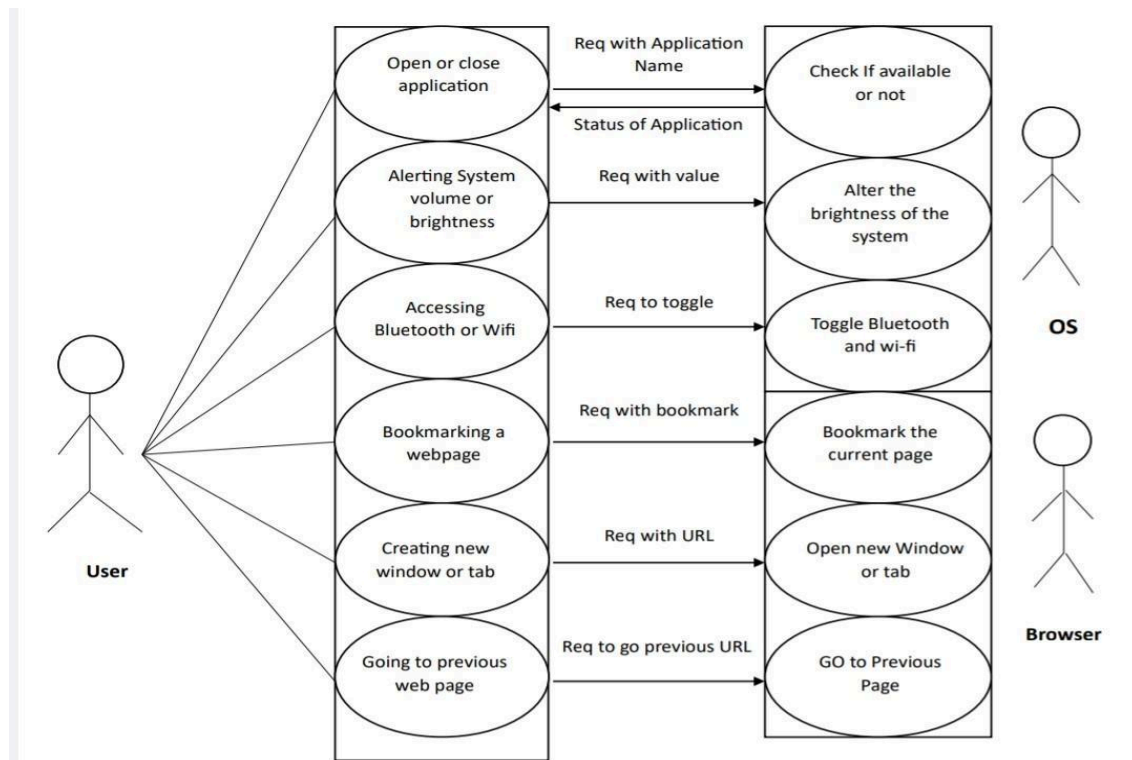 Open or close
application
Req with Application
Name
Status of Application
Check If available
or not
Alerting System
volume or
brightness
Req with value
Alter the
brightness of the
system
OS
Accessing
Bluetooth or Wifi
Req to toggle
Toggle Bluetooth
and wi-fi
User
Bookmarking a
webpage
Req with bookmark
Bookmark the
current page
Creating new
window or tab
Req with URL
Open new Window
or tab
Browser
Going to previous
web page
Req to go previous URL
GO to Previous
Page